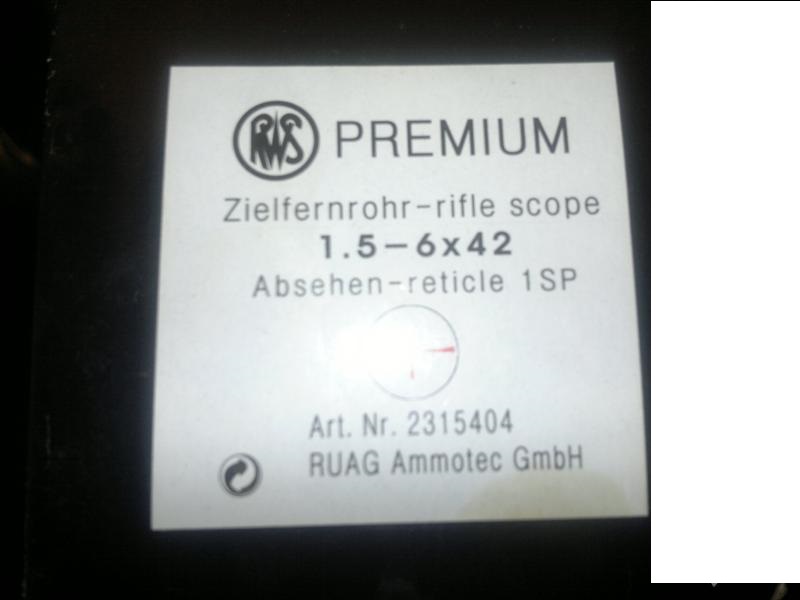 RWS PREMIUM
Zielfernrohr-rifle scope
1.5-6x42
Absehen-reticle 1SP
Art. Nr. 2315404
RUAG Ammotec GmbH